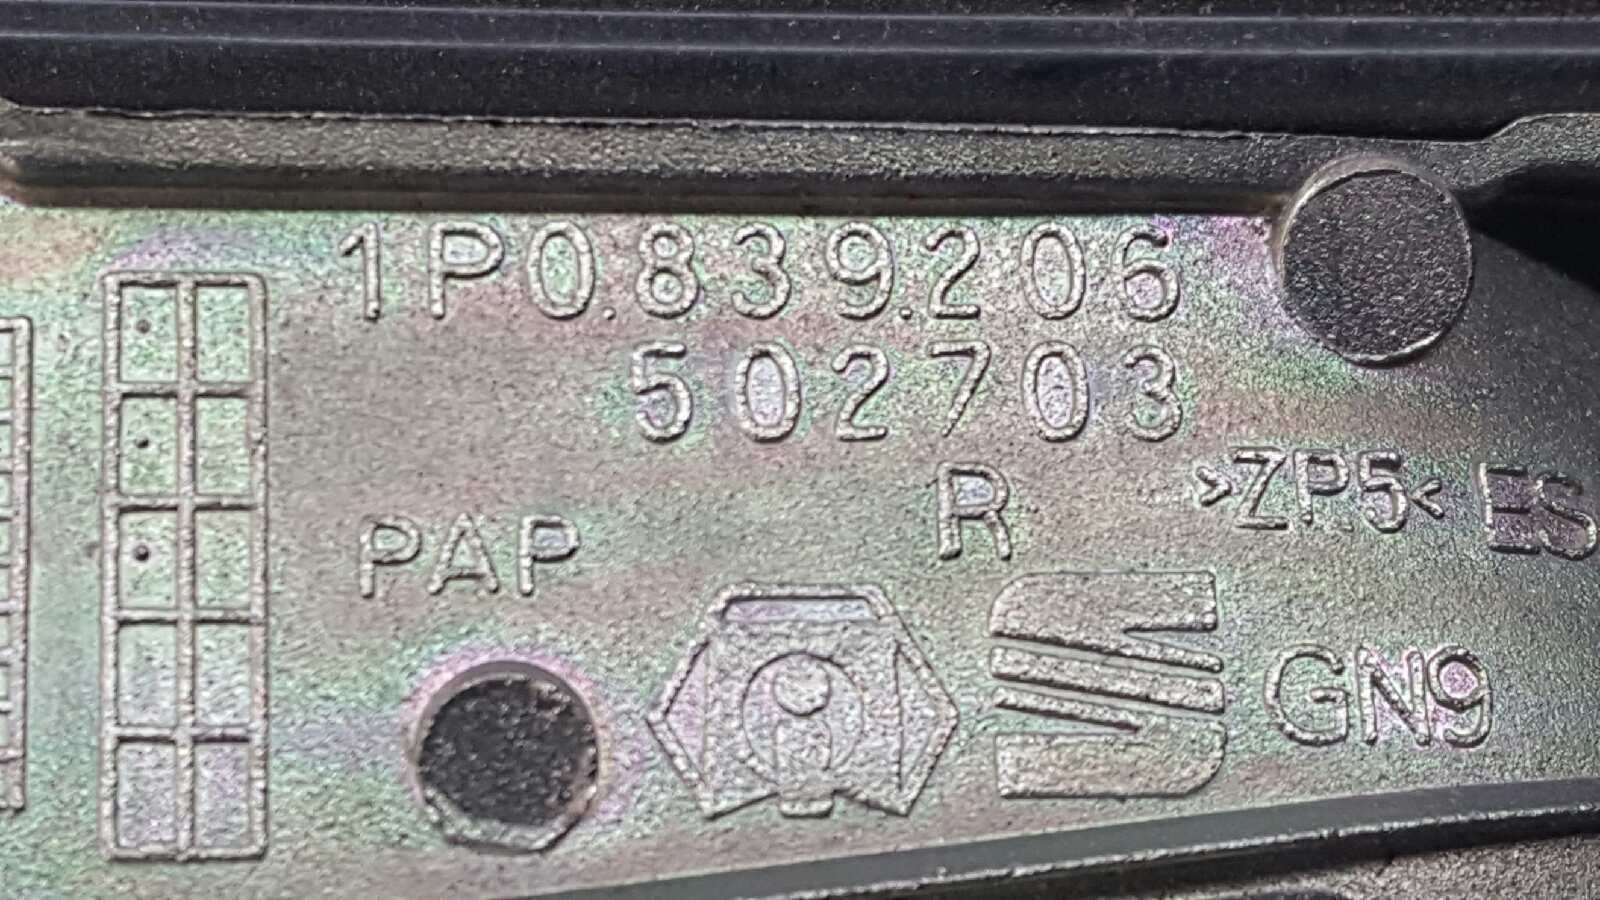 1P0.839.206
502703
R >ZP5< ES
PAP
GN9